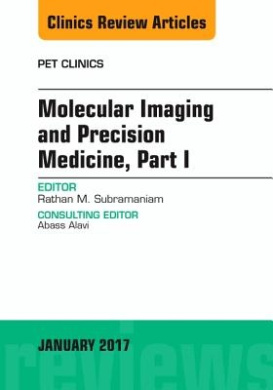 Clinics Review Articles
PET CLINICS
Molecular Imaging
and Precision
Medicine, Part I
EDITOR
Rathan M. Subramaniam
CONSULTING EDITOR
Abass Alavi
JANUARY 2017
reviews